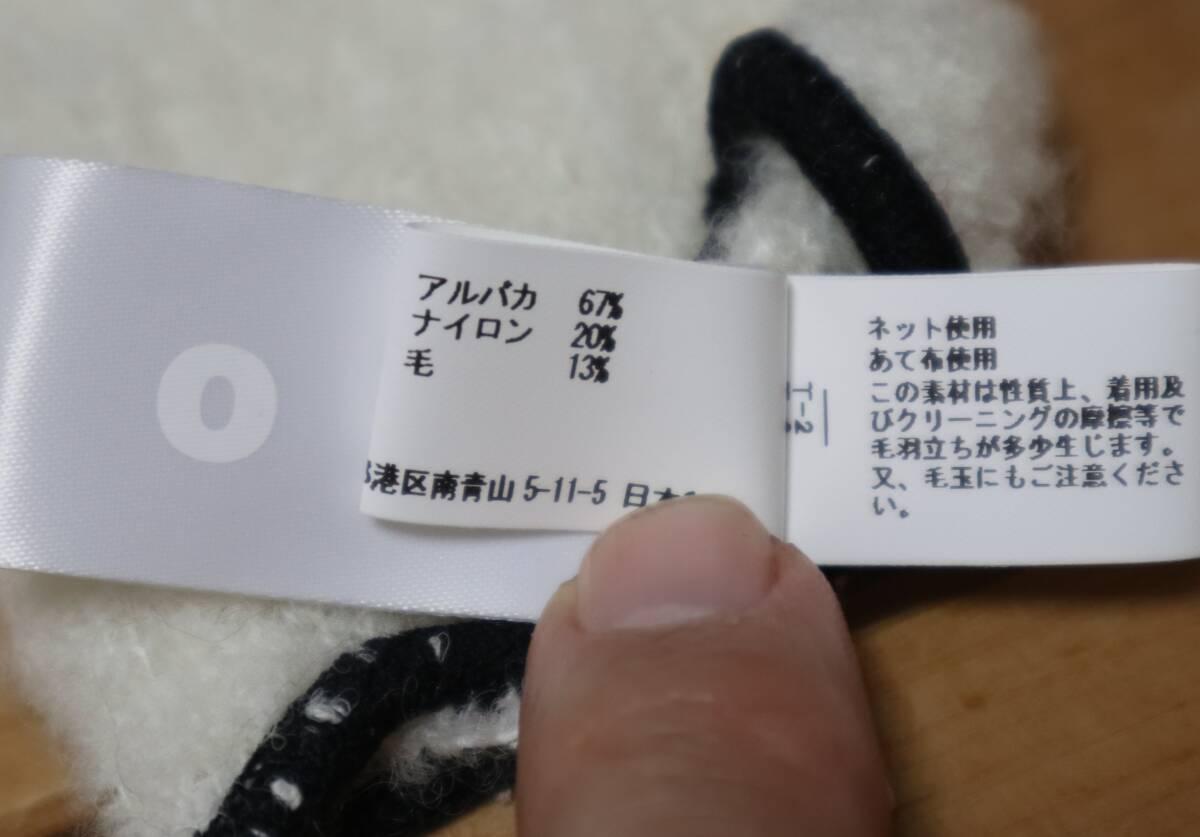 0
アルパカ 67%
ナイロン 20%
毛 13%
港区南青山 5-11-5 日本
T-2
ネット使用
あて布使用
この素材は性質上、着用及
びクリーニングの摩擦等で
毛羽立ちが多少生じます。
又、毛玉にもご注意くださ
い。